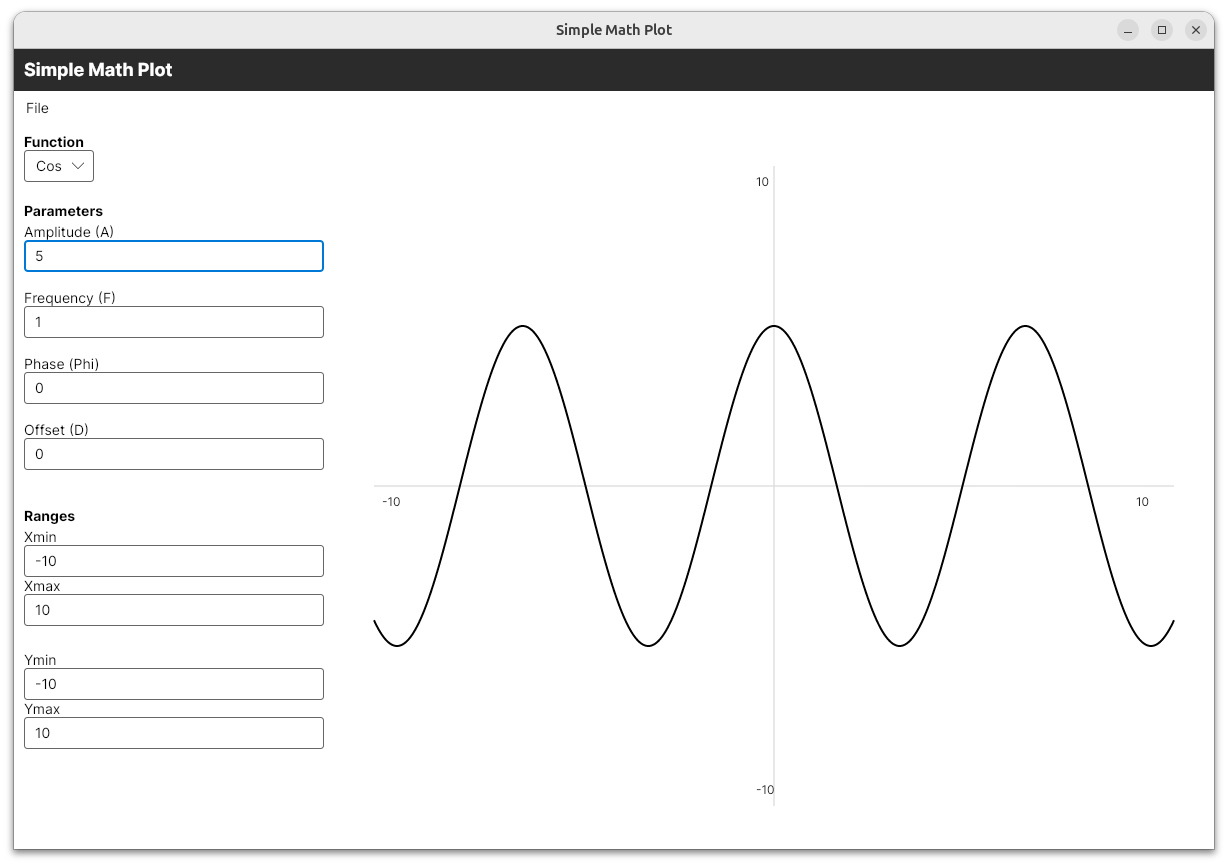 Simple Math Plot
Simple Math Plot
File
Function
Cos
Parameters
Amplitude (A)
5
Frequency (F)
1
Phase (Phi)
0
Offset (D)
0
Ranges
Xmin
-10
Xmax
10
Ymin
-10
Ymax
10
10
-10
10
-10